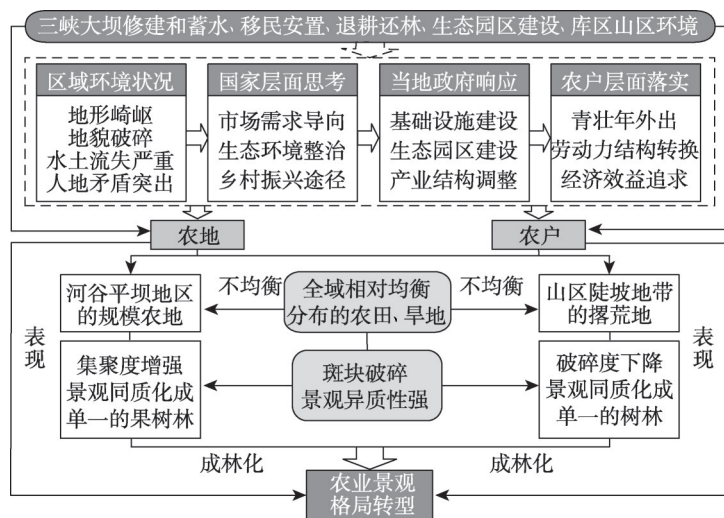 三峡大坝修建和蓄水、移民安置、退耕还林、生态园区建设、库区山区环境
区域环境状况
地形崎岖
地貌破碎
水土流失严重
人地矛盾突出
国家层面思考
市场需求导向
生态环境整治
乡村振兴途径
当地政府响应
基础设施建设
生态园区建设
产业结构调整
农户层面落实
青壮年外出
劳动力结构转换
经济效益追求
农地
农户
河谷平坝地区
的规模农地
不均衡
全域相对均衡
分布的农田、旱地
不均衡
山区陡坡地带
的撂荒地
表现
表现
集聚度增强
景观同质化成
单一的果树林
斑块破碎
景观异质性强
破碎度下降
景观同质化成
单一的树林
成林化
成林化
农业景观
格局转型